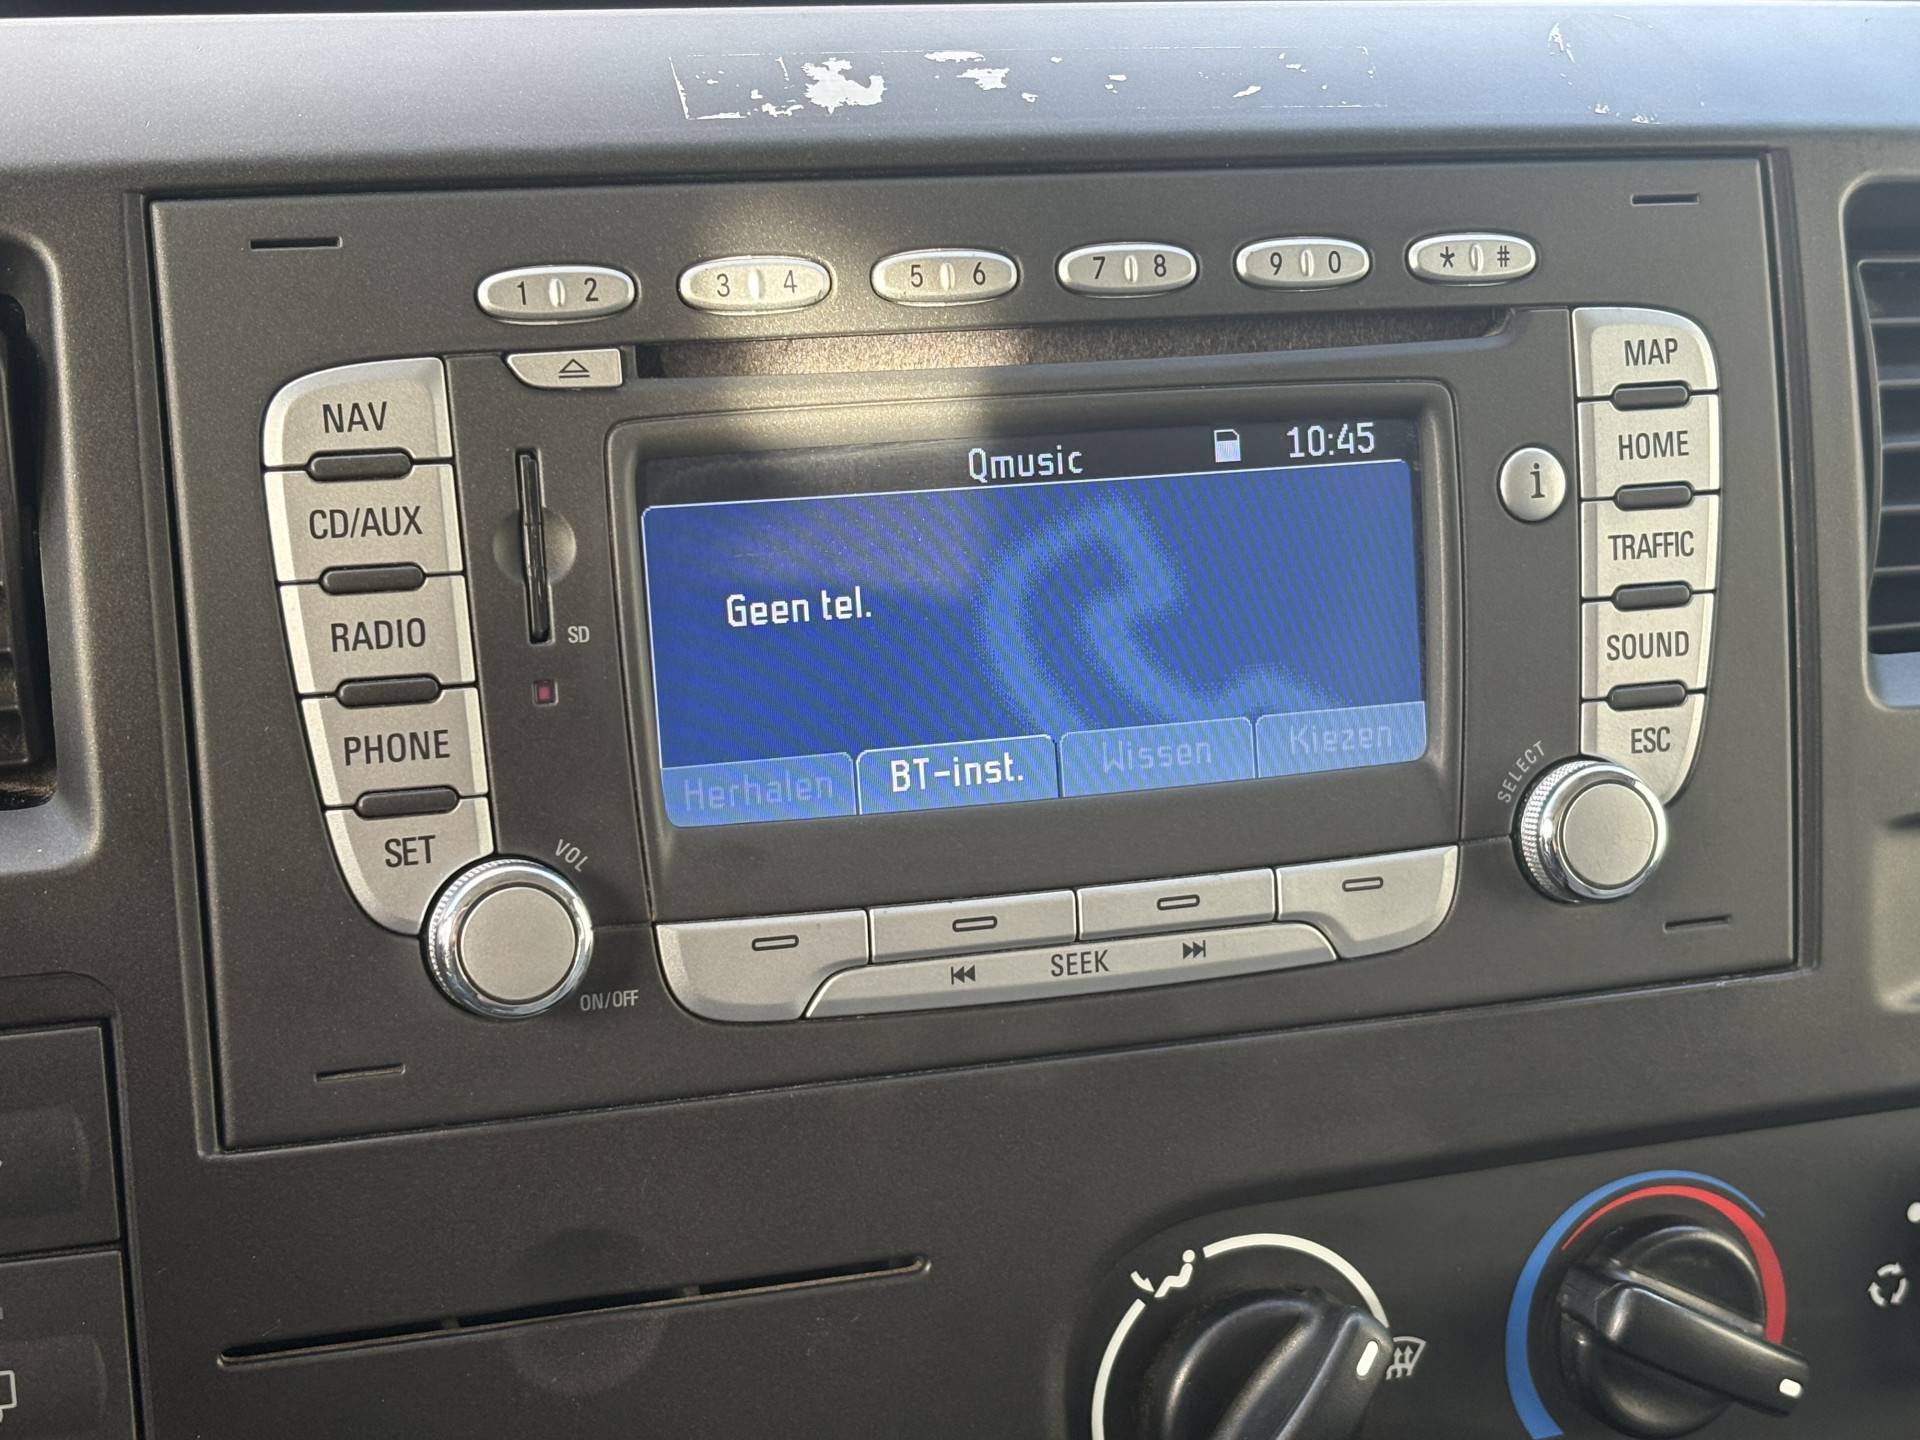 1 2 3 4 5 6 7 8 9 0 * #
NAV
CD/AUX
RADIO
PHONE
SET
SD
VOL
ON/OFF
Qmusic 10:45
Geen tel.
Herhalen BT-inst. Wissen Kiezen
SEEK
i
MAP
HOME
TRAFFIC
SOUND
ESC
SELECT